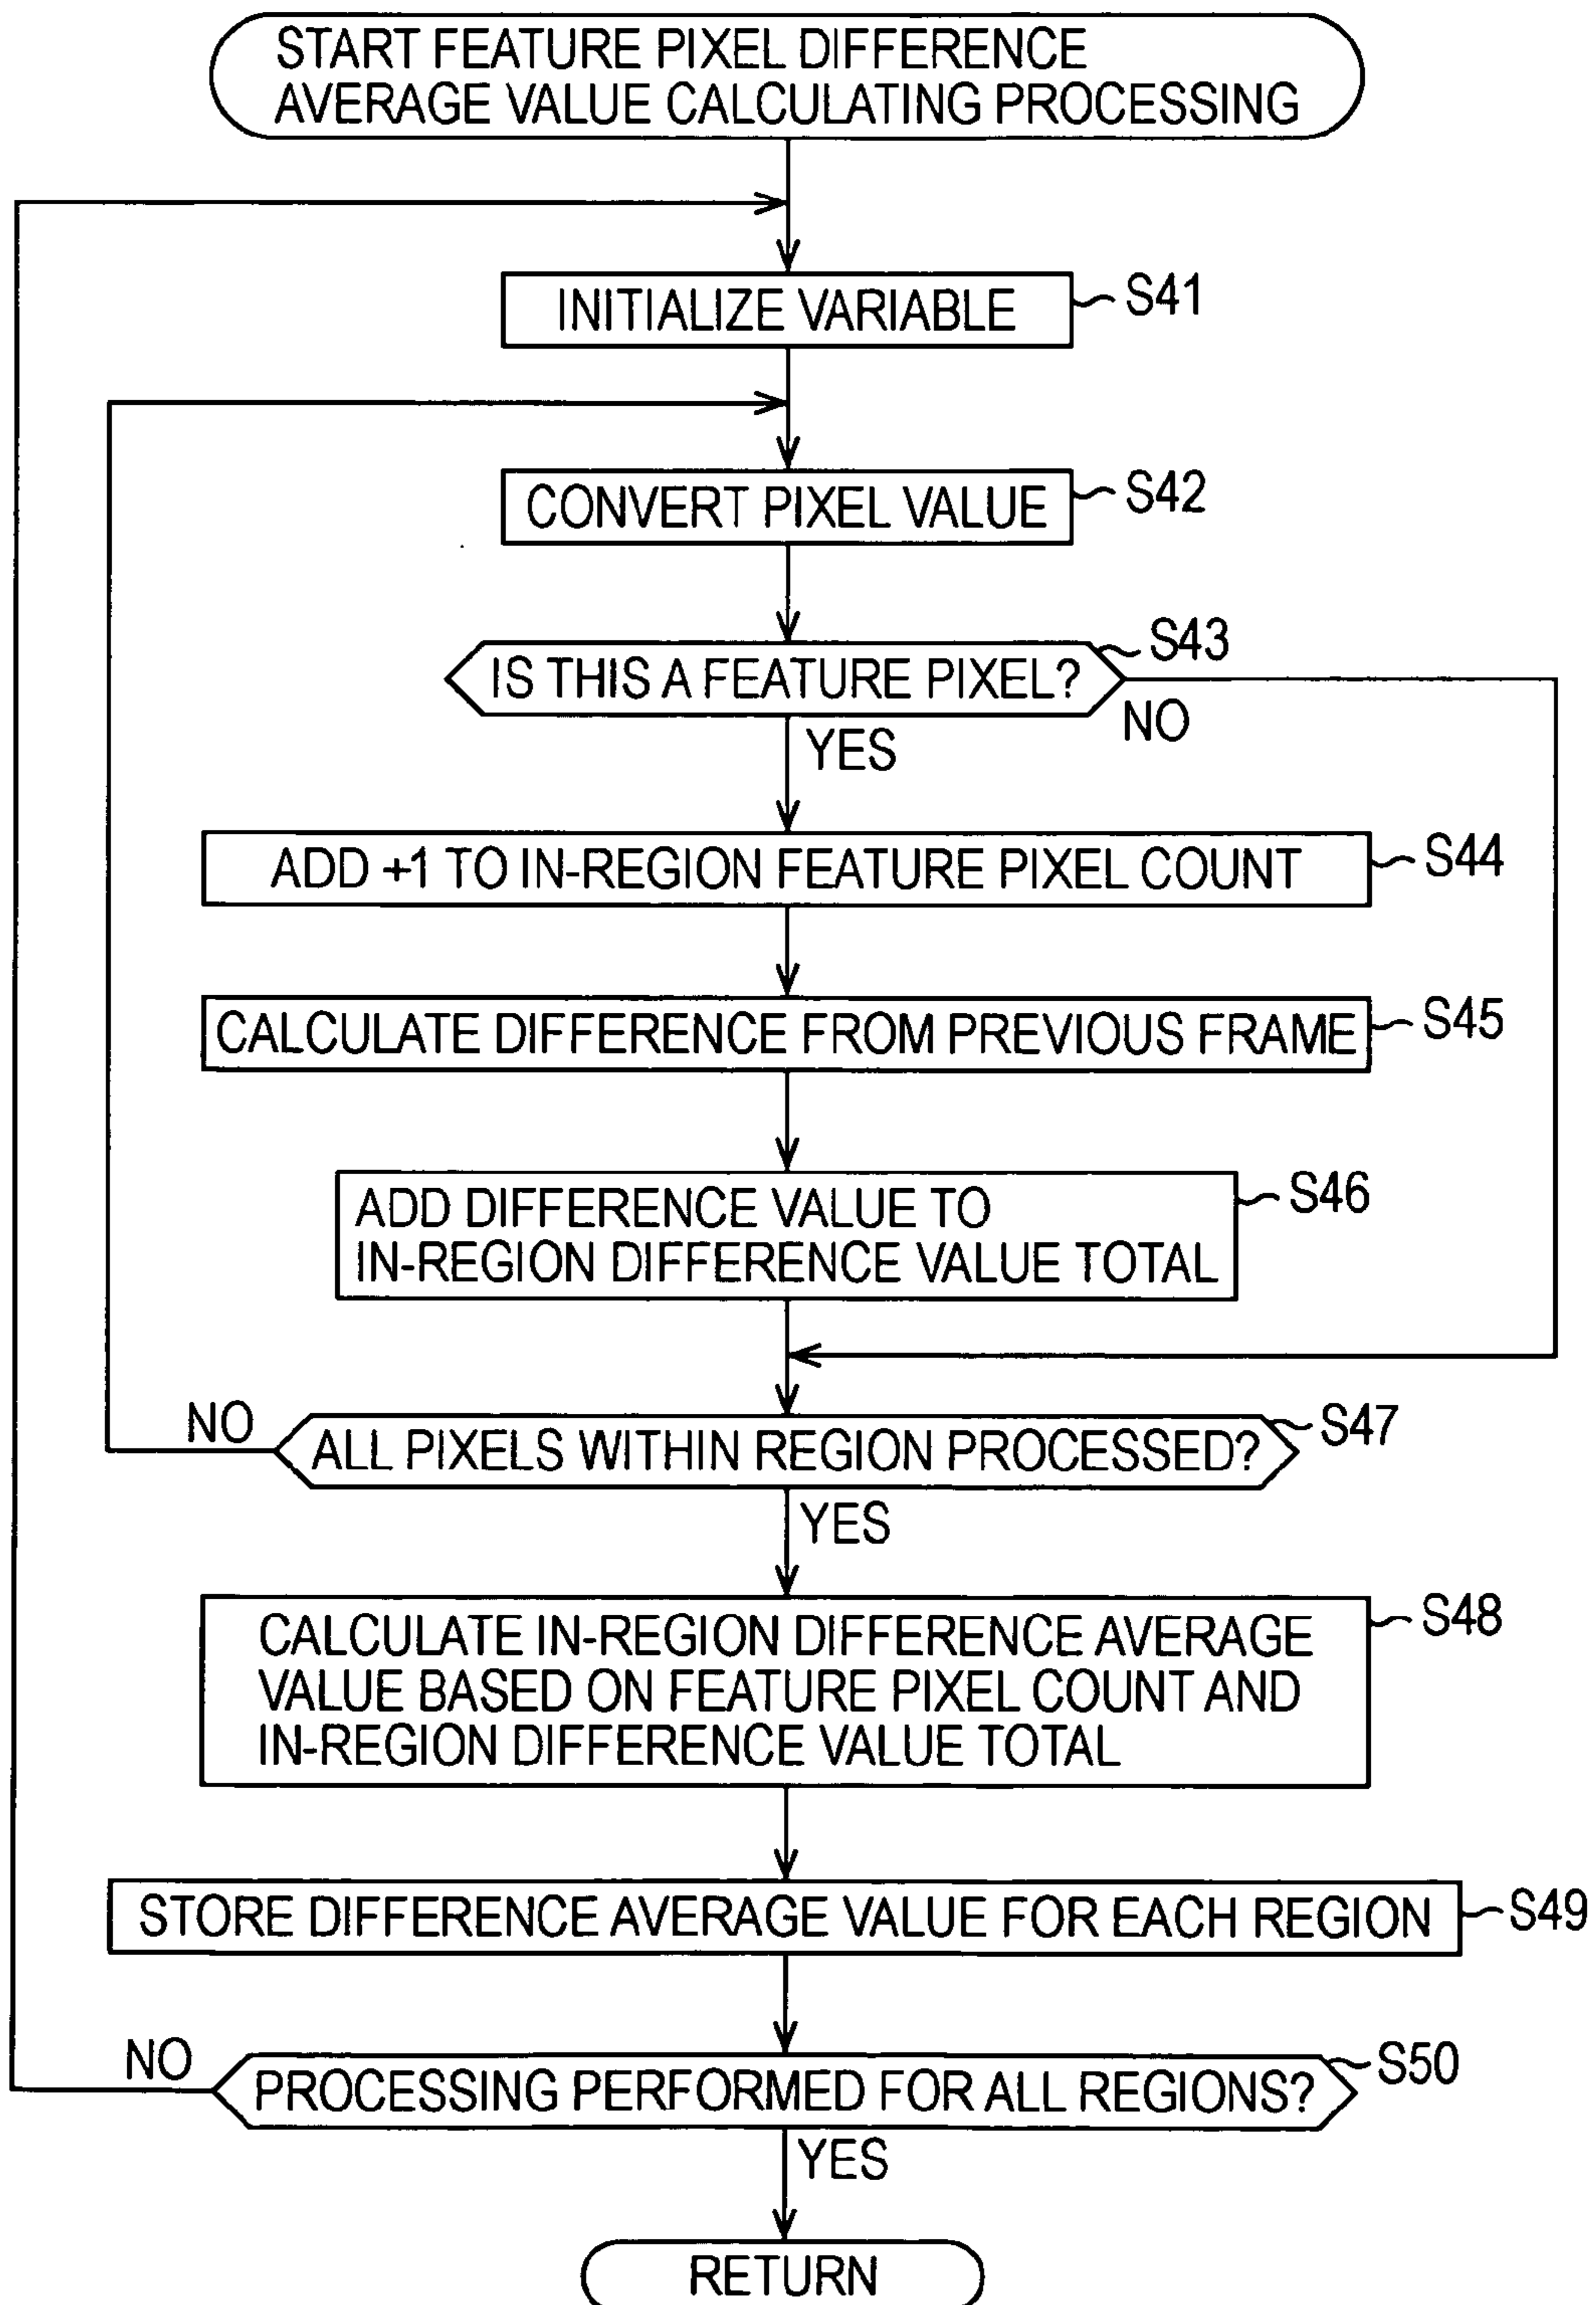 START FEATURE PIXEL DIFFERENCE
AVERAGE VALUE CALCULATING PROCESSING
INITIALIZE VARIABLE
S41
CONVERT PIXEL VALUE
S42
IS THIS A FEATURE PIXEL?
S43
NO
YES
ADD +1 TO IN-REGION FEATURE PIXEL COUNT
S44
CALCULATE DIFFERENCE FROM PREVIOUS FRAME
S45
ADD DIFFERENCE VALUE TO
IN-REGION DIFFERENCE VALUE TOTAL
S46
NO
ALL PIXELS WITHIN REGION PROCESSED?
S47
YES
CALCULATE IN-REGION DIFFERENCE AVERAGE
VALUE BASED ON FEATURE PIXEL COUNT AND
IN-REGION DIFFERENCE VALUE TOTAL
S48
STORE DIFFERENCE AVERAGE VALUE FOR EACH REGION
S49
NO
PROCESSING PERFORMED FOR ALL REGIONS?
S50
YES
RETURN